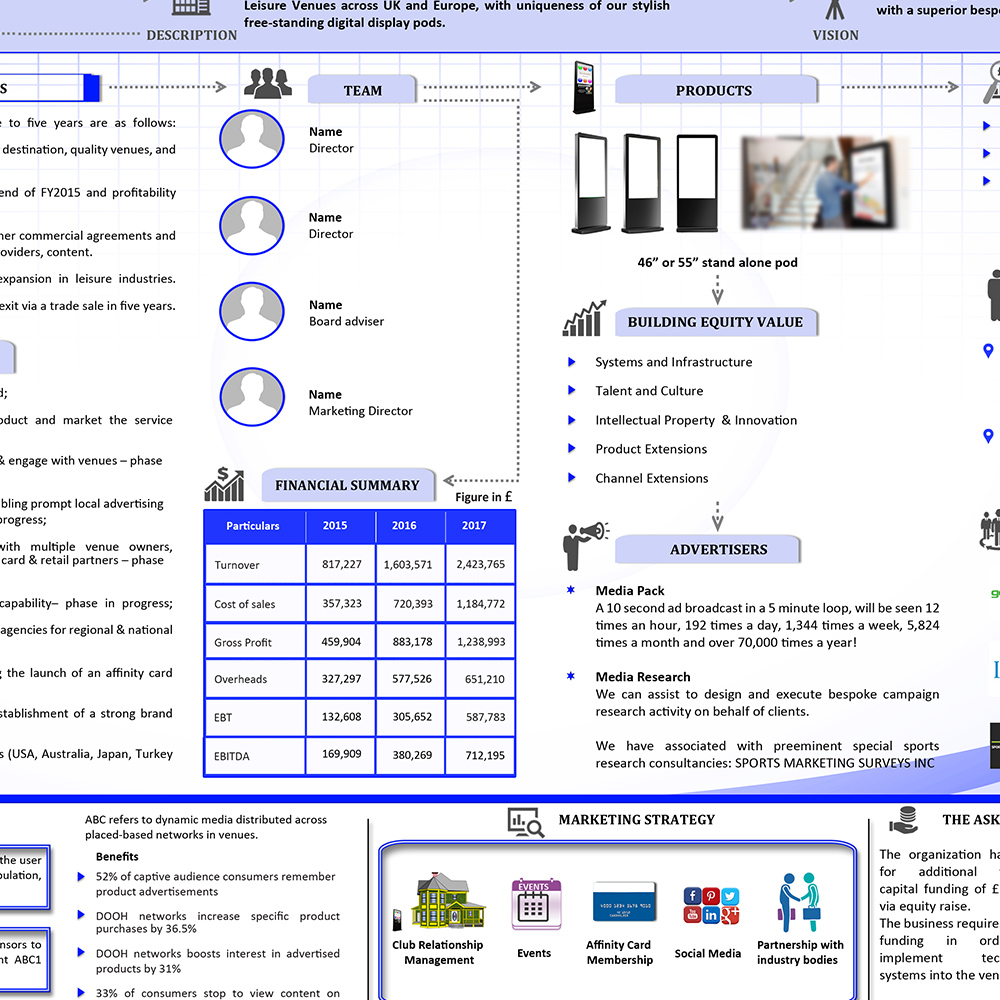 Leisure Venues across UK and Europe, with uniqueness of our stylish
free-standing digital display pods.
with a superior
DESCRIPTION
VISION
S
to five years are as follows:
destination, quality venues, and
end of FY2015 and profitability
commercial agreements and
content.
expansion in leisure industries.
exit via a trade sale in five years.
product and market the service
& engage with venues – phase
prompt local advertising
progress;
with multiple venue owners,
card & retail partners – phase
capability– phase in progress;
agencies for regional & national
the launch of an affinity card
establishment of a strong brand
(USA, Australia, Japan, Turkey
TEAM
Name
Director
Name
Director
Name
Board adviser
Name
Marketing Director
FINANCIAL SUMMARY
Figure in £
Particulars 2015 2016 2017
Turnover 817,227 1,603,571 2,423,765
Cost of sales 357,323 720,393 1,184,772
Gross Profit 459,904 883,178 1,238,993
Overheads 327,297 577,526 651,210
EBT 132,608 305,652 587,783
EBITDA 169,909 380,269 712,195
PRODUCTS
46” or 55” stand alone pod
BUILDING EQUITY VALUE
Systems and Infrastructure
Talent and Culture
Intellectual Property & Innovation
Product Extensions
Channel Extensions
ADVERTISERS
Media Pack
A 10 second ad broadcast in a 5 minute loop, will be seen 12
times an hour, 192 times a day, 1,344 times a week, 5,824
times a month and over 70,000 times a year!
Media Research
We can assist to design and execute bespoke campaign
research activity on behalf of clients.
We have associated with preeminent special sports
research consultancies: SPORTS MARKETING SURVEYS INC
the user
sors to
ABC1
ABC refers to dynamic media distributed across
placed-based networks in venues.
Benefits
52% of captive audience consumers remember
product advertisements
DOOH networks increase specific product
purchases by 36.5%
DOOH networks boosts interest in advertised
products by 31%
33% of consumers stop to view content on
MARKETING STRATEGY
EVENTS
Club Relationship
Management
Events
Affinity Card
Membership
Social Media
Partnership with
industry bodies
THE ASK
The organization
for additional
capital funding of £
via equity raise.
The business
funding in
implement
systems into the